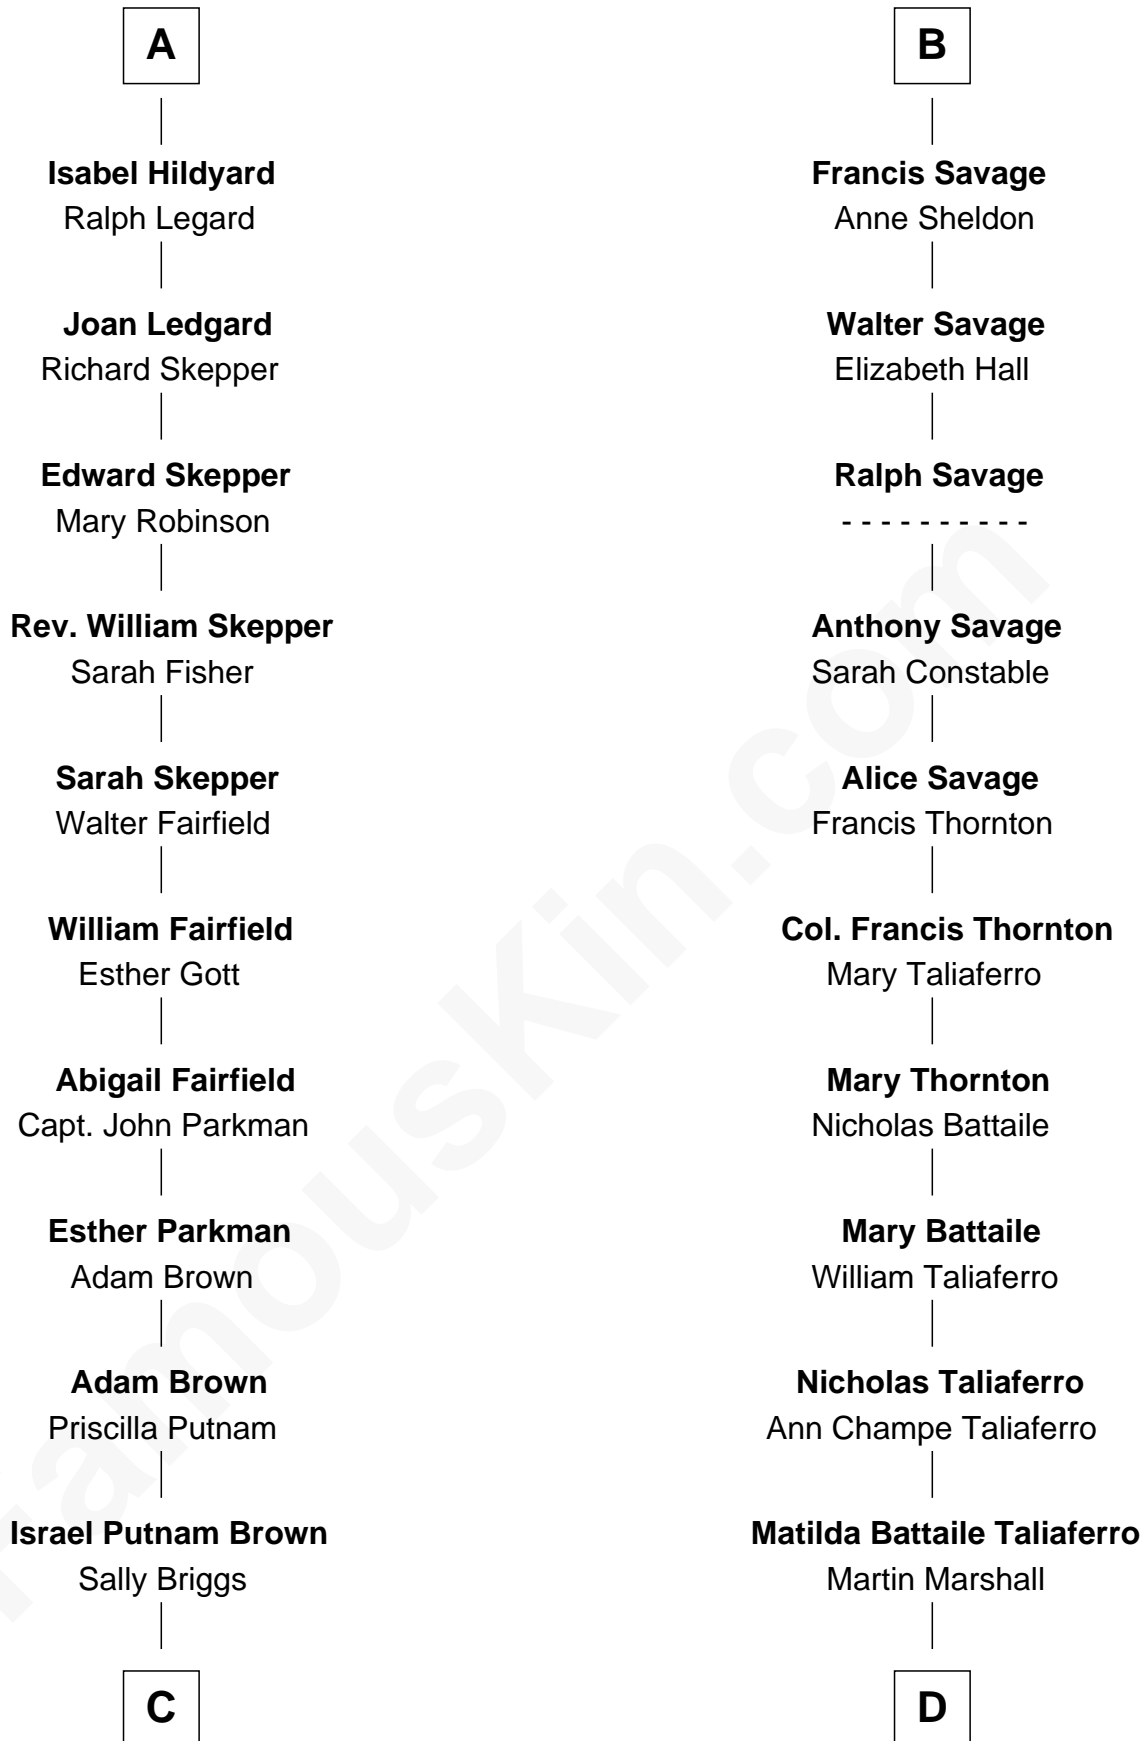 A
Isabel Hildyard
Ralph Legard
Joan Ledgard
Richard Skepper
Edward Skepper
Mary Robinson
Rev. William Skepper
Sarah Fisher
Sarah Skepper
Walter Fairfield
William Fairfield
Esther Gott
Abigail Fairfield
Capt. John Parkman
Esther Parkman
Adam Brown
Adam Brown
Priscilla Putnam
Israel Putnam Brown
Sally Briggs
C
B
Francis Savage
Anne Sheldon
Walter Savage
Elizabeth Hall
Ralph Savage
- - - - - - - - - -
Anthony Savage
Sarah Constable
Alice Savage
Francis Thornton
Col. Francis Thornton
Mary Taliaferro
Mary Thornton
Nicholas Battaile
Mary Battaile
William Taliaferro
Nicholas Taliaferro
Ann Champe Taliaferro
Matilda Battaile Taliaferro
Martin Marshall
D
FamousKin.com